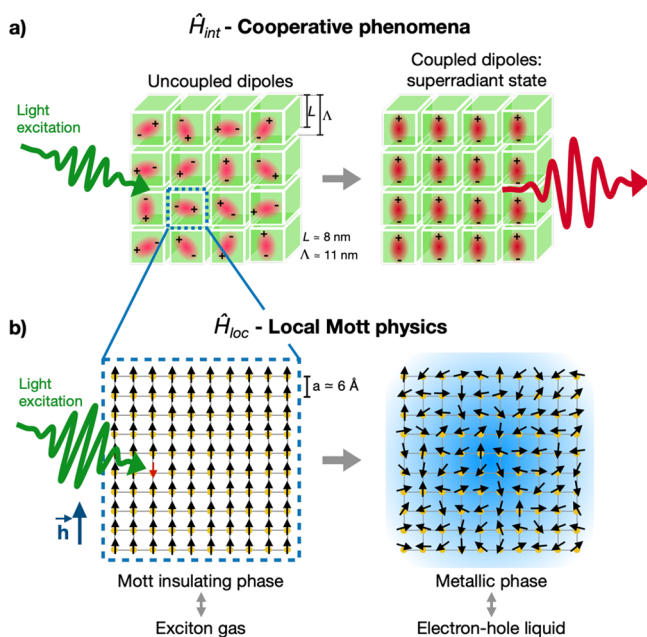 a)
Ĥint - Cooperative phenomena
Uncoupled dipoles
Coupled dipoles:
superradiant state
Light
excitation
L
Λ
L ≃ 8 nm
Λ ≃ 11 nm
b)
Ĥloc - Local Mott physics
Light
excitation
a ≃ 6 Å
h
Mott insulating phase
Metallic phase
Exciton gas
Electron-hole liquid